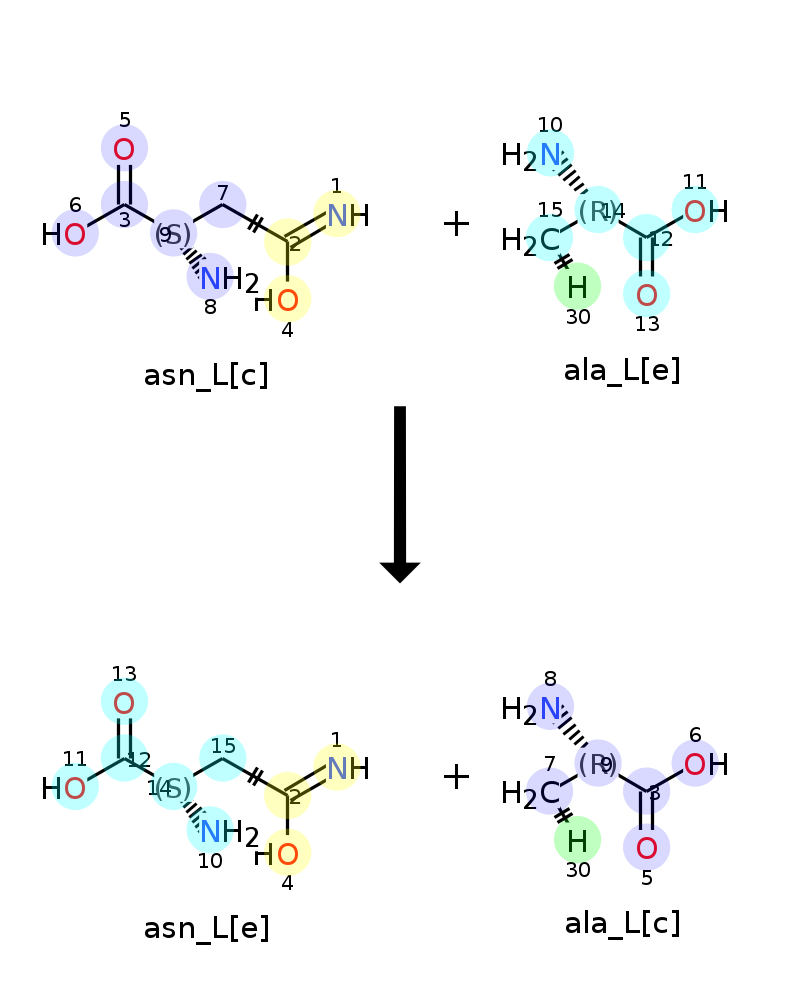 5
O
6
HO
3
9
(S)
7
1
NH
2
NH2
8
HO
4
asn_L[c]
+
10
H2N
15
H2C
(R)
14
11
OH
12
H
30
O
13
ala_L[e]
13
O
11
HO
12
14
(S)
15
1
NH
2
NH2
10
HO
4
asn_L[e]
+
8
H2N
7
H2C
(R)
9
6
OH
3
H
30
O
5
ala_L[c]